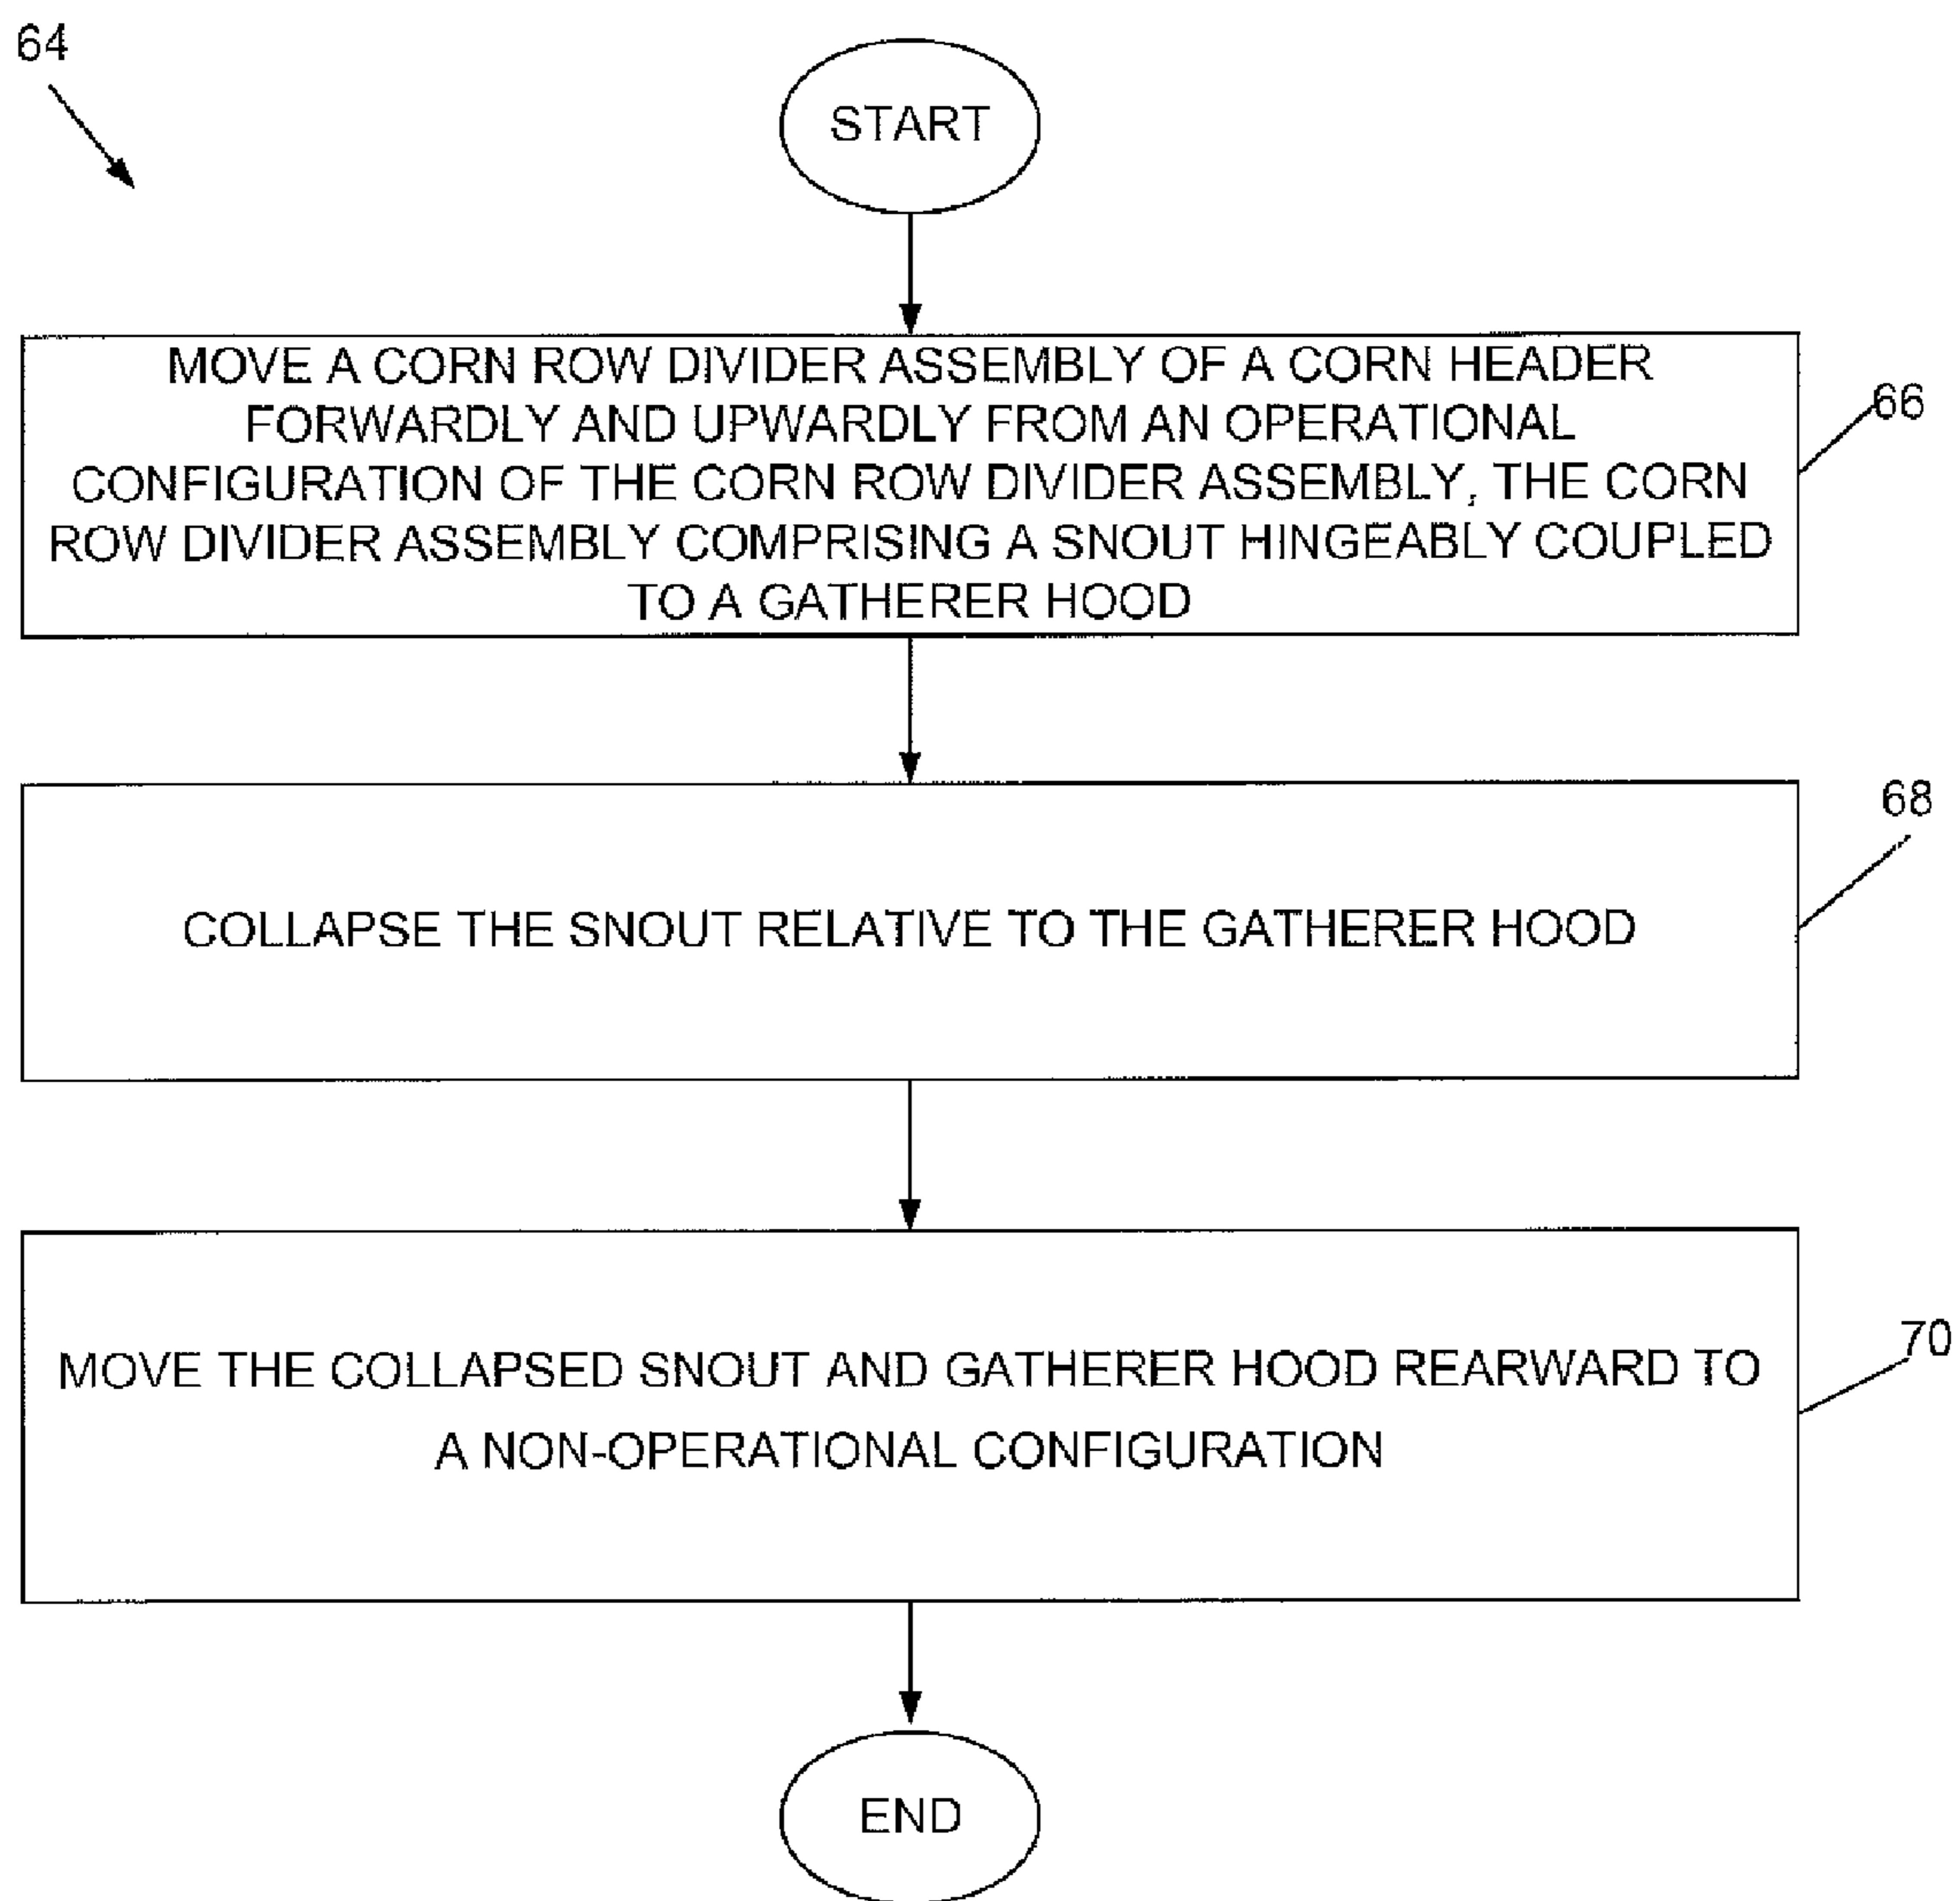 64
START
MOVE A CORN ROW DIVIDER ASSEMBLY OF A CORN HEADER
FORWARDLY AND UPWARDLY FROM AN OPERATIONAL
CONFIGURATION OF THE CORN ROW DIVIDER ASSEMBLY, THE CORN
ROW DIVIDER ASSEMBLY COMPRISING A SNOUT HINGEABLY COUPLED
TO A GATHERER HOOD
66
68
COLLAPSE THE SNOUT RELATIVE TO THE GATHERER HOOD
70
MOVE THE COLLAPSED SNOUT AND GATHERER HOOD REARWARD TO
A NON-OPERATIONAL CONFIGURATION
END